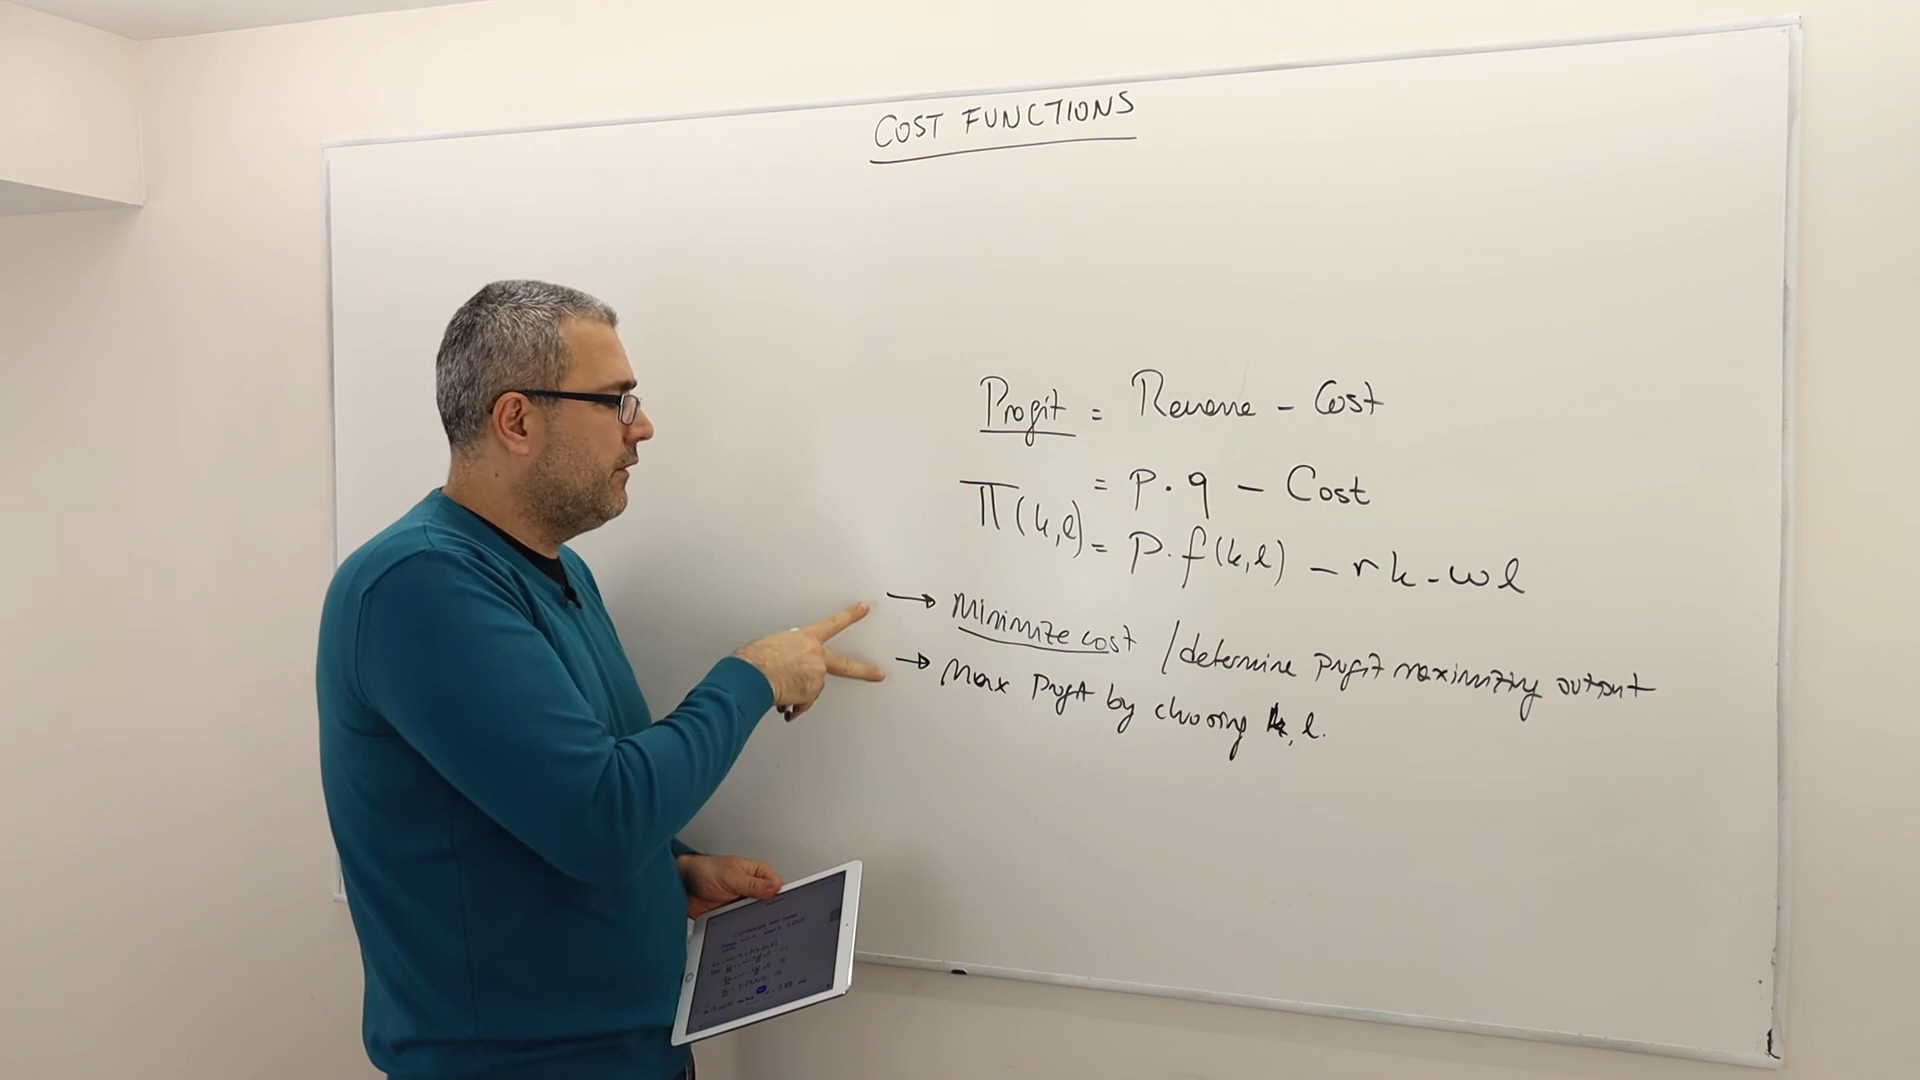 COST FUNCTIONS
Profit = Revenue - Cost
= p · q - Cost
Π(k,l) = p · f(k,l) - rk - wl
→ Minimize cost / determine profit maximizing output
→ Max Profit by choosing k, l.